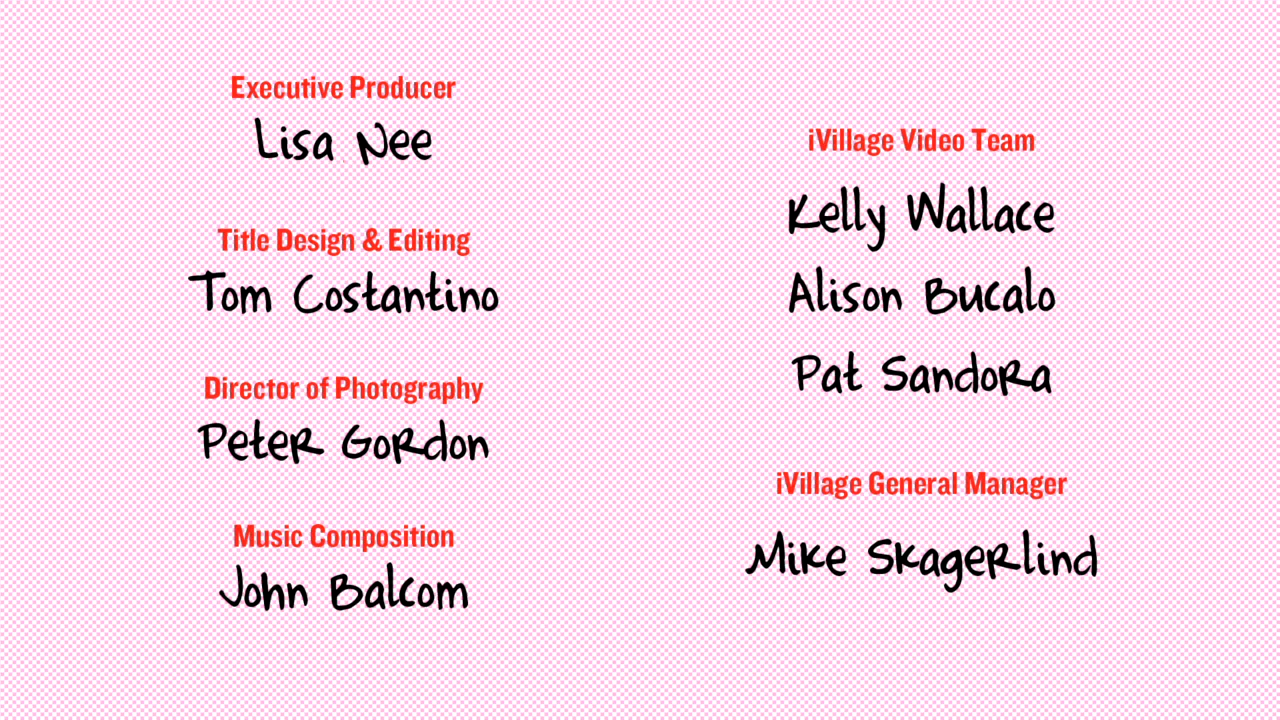 Executive Producer
Lisa Nee
Title Design & Editing
Tom Costantino
Director of Photography
Peter Gordon
Music Composition
John Balcom
iVillage Video Team
Kelly Wallace
Alison Bucalo
Pat Sandora
iVillage General Manager
Mike Skagerlind